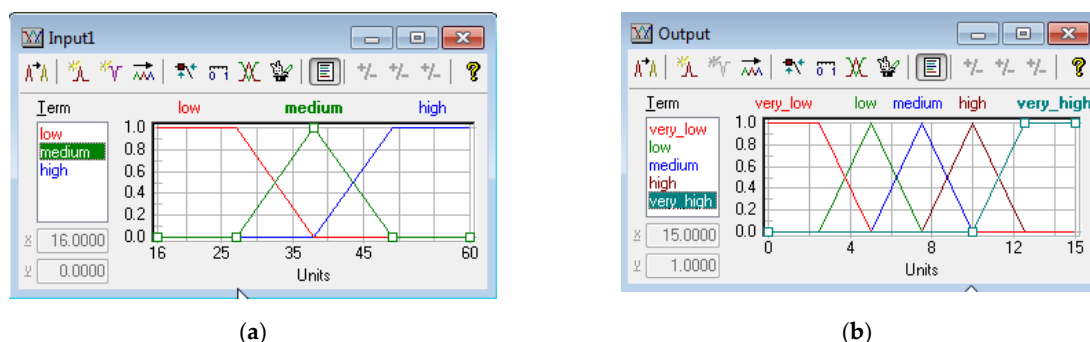 Input1
Term
low medium high
low
medium
high
1.0
0.8
0.6
0.4
0.2
0.0
x 16.0000
y 0.0000
16 25 35 45 60
Units
(a)
Output
Term
very_low low medium high very_high
very_low
low
medium
high
very_high
1.0
0.8
0.6
0.4
0.2
0.0
x 15.0000
y 1.0000
0 4 8 12 15
Units
(b)